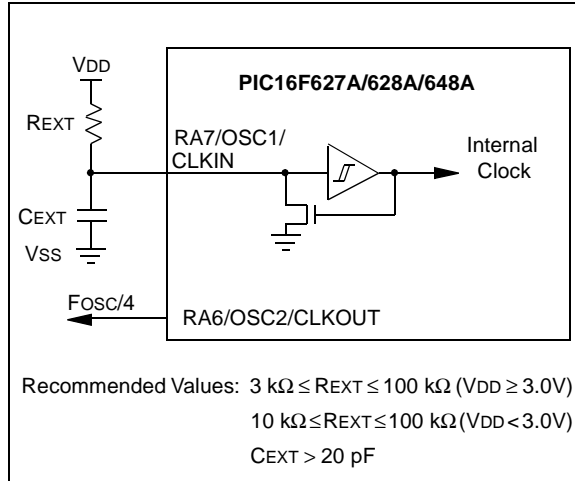 VDD
PIC16F627A/628A/648A
REXT
RA7/OSC1/
CLKIN
Internal
Clock
CEXT
VSS
FOSC/4
RA6/OSC2/CLKOUT
Recommended Values: 3 kΩ ≤ REXT ≤ 100 kΩ (VDD ≥ 3.0V)
10 kΩ ≤ REXT ≤ 100 kΩ (VDD < 3.0V)
CEXT > 20 pF